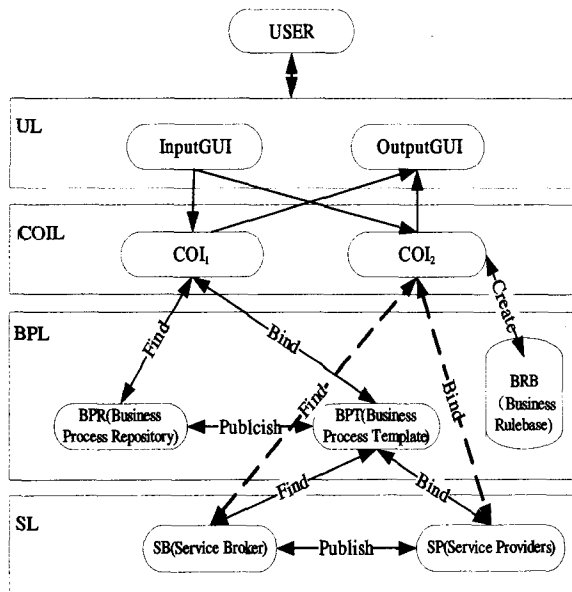 USER
UL
InputGUI
OutputGUI
COIL
COI₁
COI₂
Create
BPL
Find
Bind
Find
Bind
BRB
(Business
Rulebase)
BPR(Business
Process Repository)
Publcish
BPT(Business
Process Template)
Find
Bind
SL
SB(Service Broker)
Publish
SP(Service Providers)